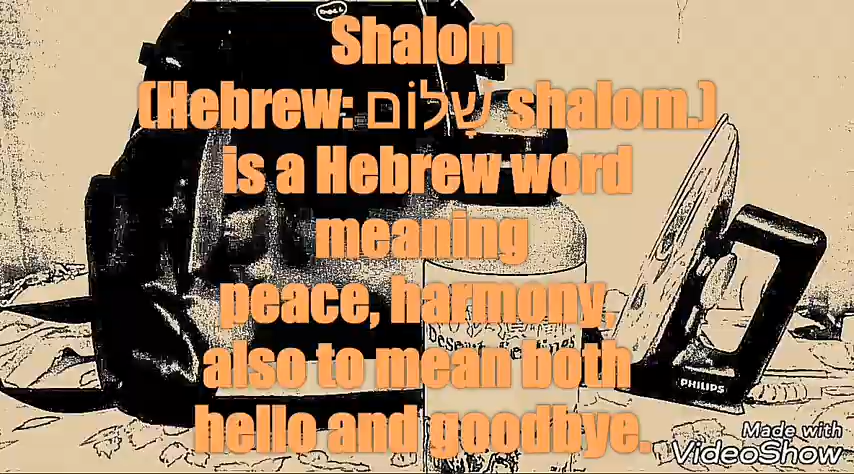 DELL
Shalom
(Hebrew: שָׁלוֹם shalom.)
is a Hebrew word
meaning
peace, harmony,
also to mean both
hello and goodbye.
PHILIPS
Made with
VideoShow